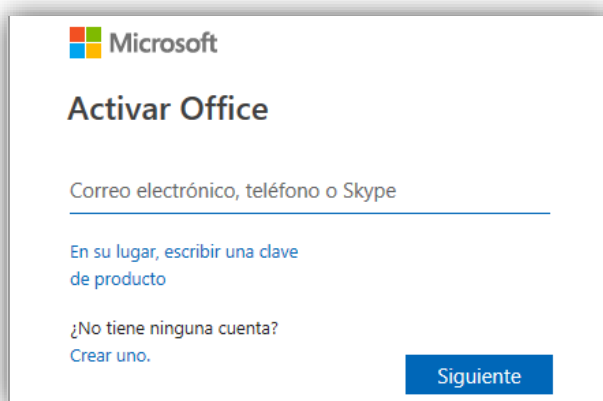 Microsoft
Activar Office
Correo electrónico, teléfono o Skype
En su lugar, escribir una clave
de producto
¿No tiene ninguna cuenta?
Crear uno.
Siguiente